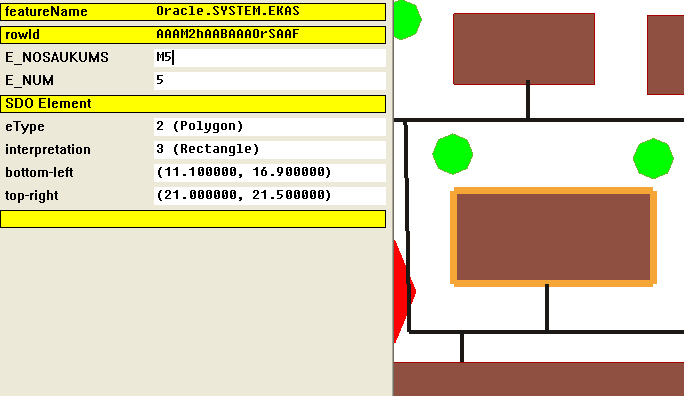 featureName Oracle.SYSTEM.EKAS
rowId AAAM2hAABAAAOrSAAF
E_NOSAUKUMS M5
E_NUM 5
SDO Element
eType 2 (Polygon)
interpretation 3 (Rectangle)
bottom-left (11.100000, 16.900000)
top-right (21.000000, 21.500000)